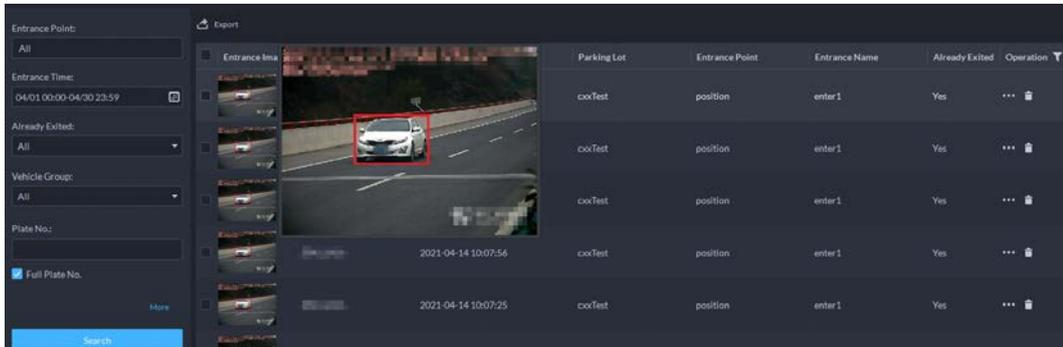 Entrance Point:
All
Entrance Time:
04/01 00:00-04/30 23:59
Already Exited:
All
Vehicle Group:
All
Plate No.:
Full Plate No.
More
Search
Export
Entrance Ima Parking Lot Entrance Point Entrance Name Already Exited Operation
cxxTest position enter1 Yes
cxxTest position enter1 Yes
cxxTest position enter1 Yes
2021-04-14 10:07:56 cxxTest position enter1 Yes
2021-04-14 10:07:25 cxxTest position enter1 Yes